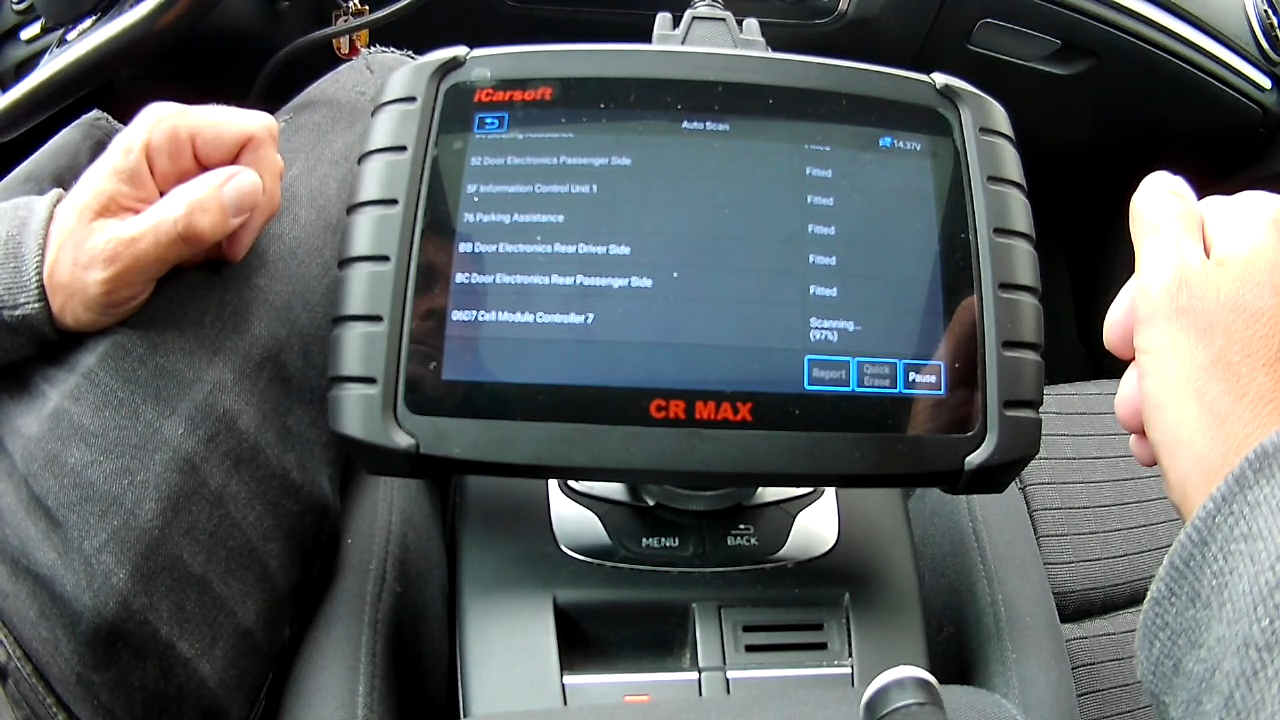 iCarsoft
Auto Scan
14.37V
52 Door Electronics Passenger Side Fitted
5F Information Control Unit 1 Fitted
76 Parking Assistance Fitted
BB Door Electronics Rear Driver Side Fitted
BC Door Electronics Rear Passenger Side Fitted
06D7 Cell Module Controller 7 Scanning...
(97%)
Report Quick Erase Pause
CR MAX
MENU BACK